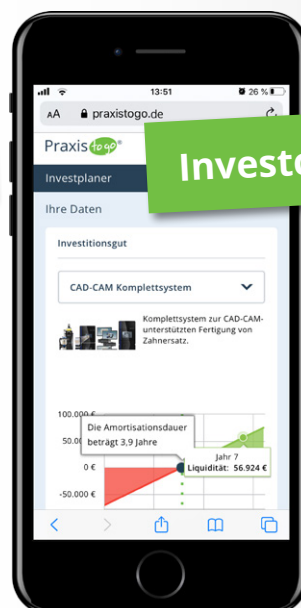 13:51
26 %
AA praxistogo.de
Praxis to go®
Investo
Investplaner
Ihre Daten
Investitionsgut
CAD-CAM Komplettsystem
Komplettsystem zur CAD-CAM-
unterstützten Fertigung von
Zahnersatz.
100.000 €
Die Amortisationsdauer
beträgt 3,9 Jahre
50.00
Jahr 7
Liquidität: 56.924 €
0 €
-50.000 €